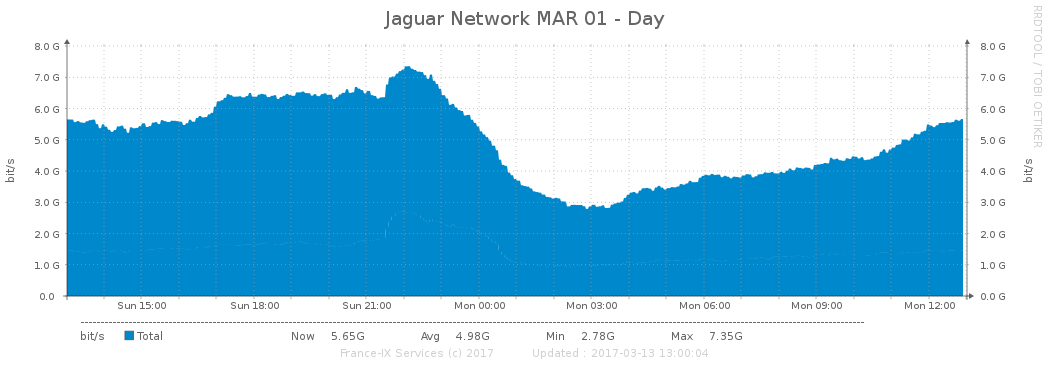 Jaguar Network MAR 01 - Day
RRDTOOL / TOBI OETIKER
bit/s
8.0 G 8.0 G
7.0 G 7.0 G
6.0 G 6.0 G
5.0 G 5.0 G
4.0 G 4.0 G
3.0 G 3.0 G
2.0 G 2.0 G
1.0 G 1.0 G
0.0 0.0 G
bit/s
Sun 15:00 Sun 18:00 Sun 21:00 Mon 00:00 Mon 03:00 Mon 06:00 Mon 09:00 Mon 12:00
bit/s Total Now 5.65G Avg 4.98G Min 2.78G Max 7.35G
France-IX Services (c) 2017 Updated : 2017-03-13 13:00:04